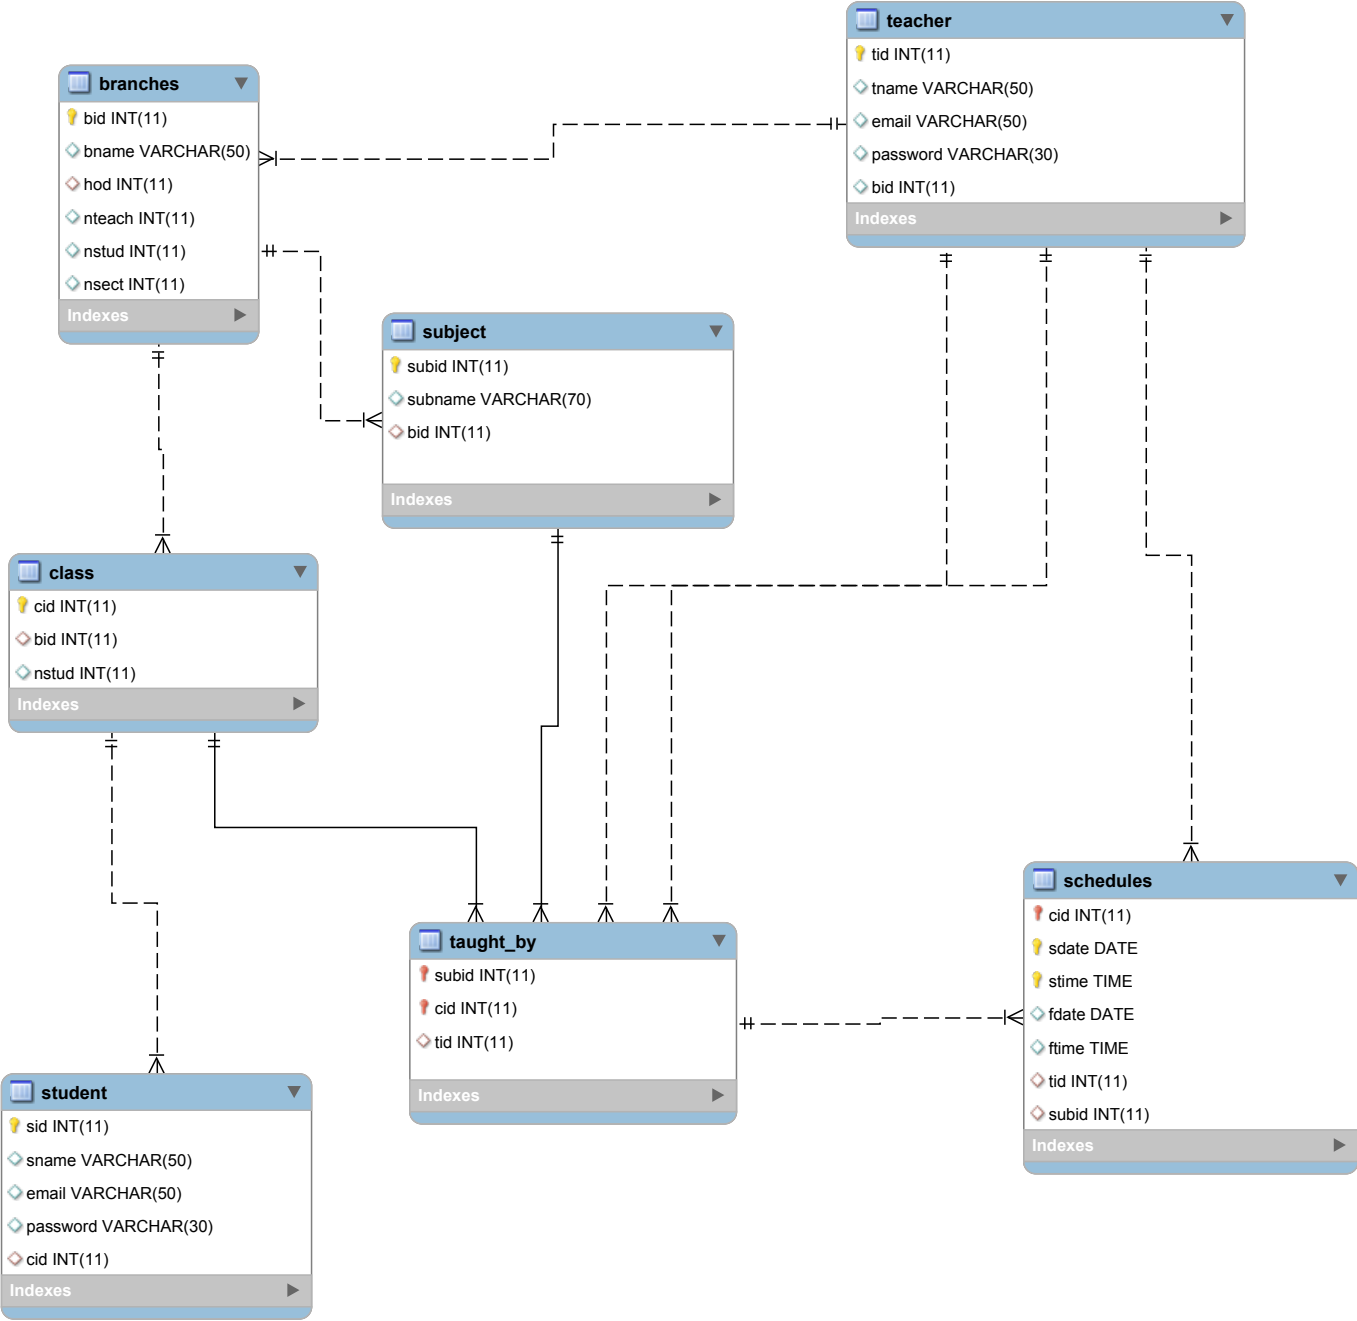 teacher
tid INT(11)
tname VARCHAR(50)
email VARCHAR(50)
password VARCHAR(30)
bid INT(11)
Indexes
branches
bid INT(11)
bname VARCHAR(50)
hod INT(11)
nteach INT(11)
nstud INT(11)
nsect INT(11)
Indexes
subject
subid INT(11)
subname VARCHAR(70)
bid INT(11)
Indexes
class
cid INT(11)
bid INT(11)
nstud INT(11)
Indexes
schedules
cid INT(11)
sdate DATE
stime TIME
fdate DATE
ftime TIME
tid INT(11)
subid INT(11)
Indexes
taught_by
subid INT(11)
cid INT(11)
tid INT(11)
Indexes
student
sid INT(11)
sname VARCHAR(50)
email VARCHAR(50)
password VARCHAR(30)
cid INT(11)
Indexes